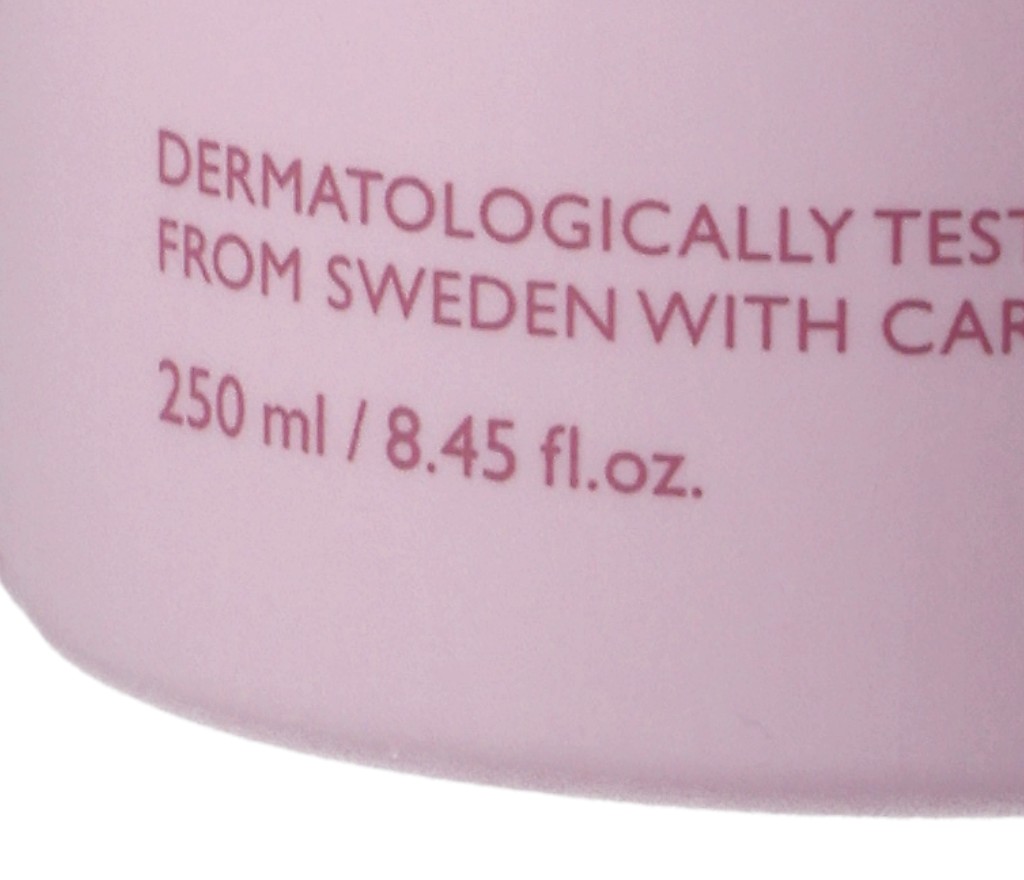 DERMATOLOGICALLY TEST
FROM SWEDEN WITH CAR
250 ml / 8.45 fl.oz.